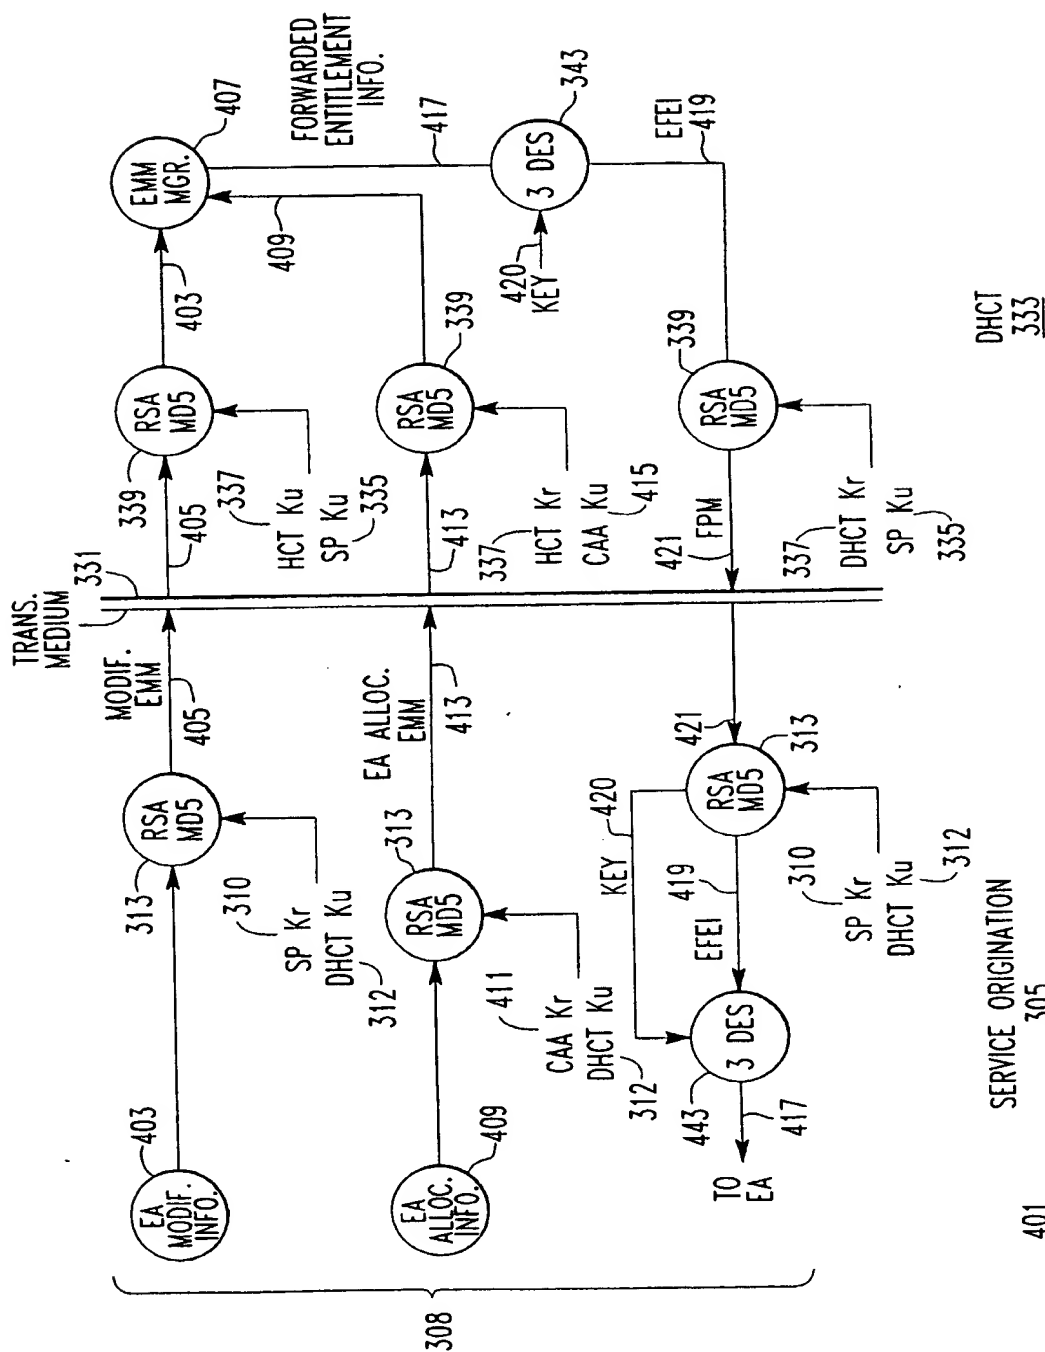 308
EA
MODIF.
INFO.
403
313
RSA
MD5
310
SP Kr
DHCT Ku
312
MODIF.
EMM
405
TRANS.
MEDIUM
331
405
339
RSA
MD5
337
HCT Ku
SP Ku
335
403
EMM
MGR.
407
EA
ALLOC.
INFO.
409
RSA
MD5
313
411
CAA Kr
DHCT Ku
312
EA ALLOC.
EMM
413
413
RSA
MD5
339
337
HCT Kr
CAA Ku
415
409
FORWARDED
ENTITLEMENT
INFO.
417
3 DES
343
420
KEY
EFEI
419
RSA
MD5
339
337
DHCT Kr
SP Ku
335
421
FPM
421
RSA
MD5
313
310
SP Kr
DHCT Ku
312
KEY
420
EFEI
419
3 DES
443
417
TO
EA
401
SERVICE ORIGINATION
305
DHCT
333